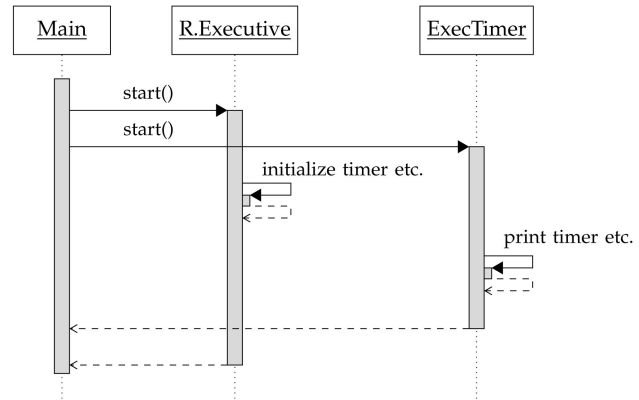 Main
R.Executive
ExecTimer
start()
start()
initialize timer etc.
print timer etc.